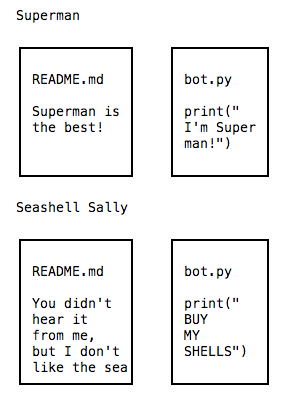 Superman
README.md
Superman is
the best!
bot.py
print("
I'm Super
man!")
Seashell Sally
README.md
You didn't
hear it
from me,
but I don't
like the sea
bot.py
print("
BUY
MY
SHELLS")